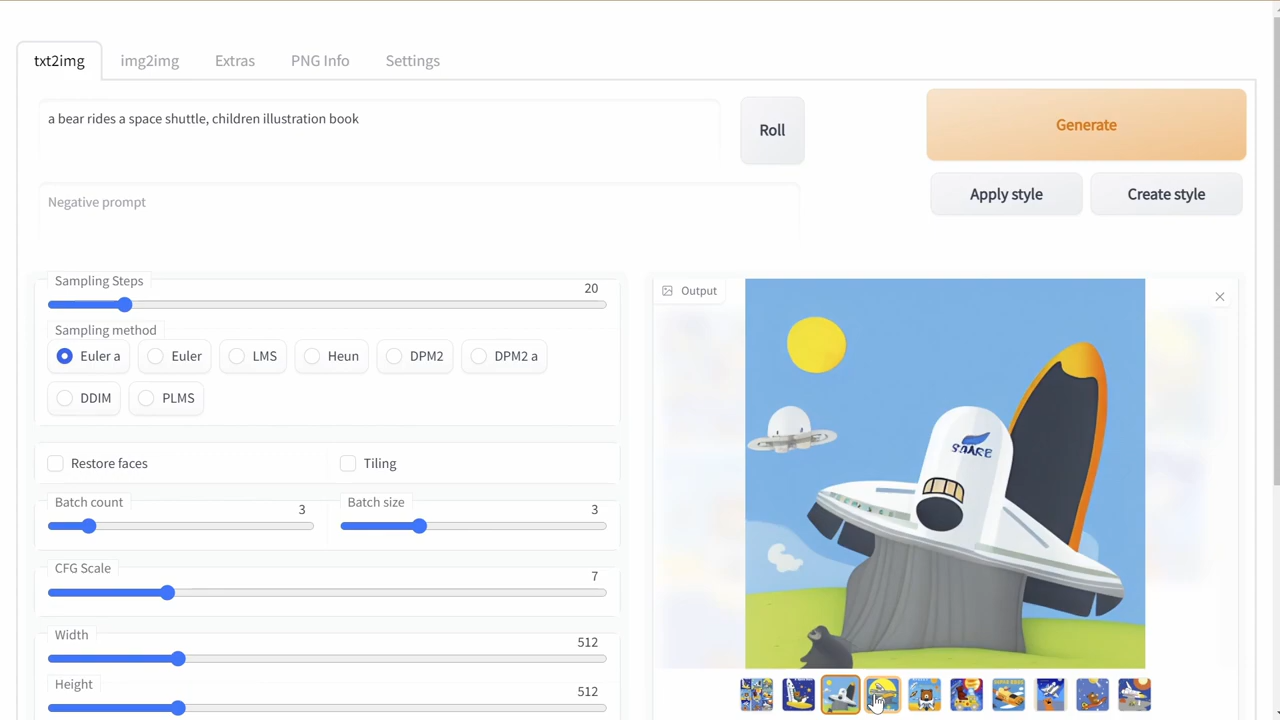 txt2img img2img Extras PNG Info Settings
a bear rides a space shuttle, children illustration book
Roll
Generate
Negative prompt
Apply style Create style
Sampling Steps 20
Sampling method
Euler a Euler LMS Heun DPM2 DPM2 a
DDIM PLMS
Restore faces Tiling
Batch count 3 Batch size 3
CFG Scale 7
Width 512
Height 512
Output